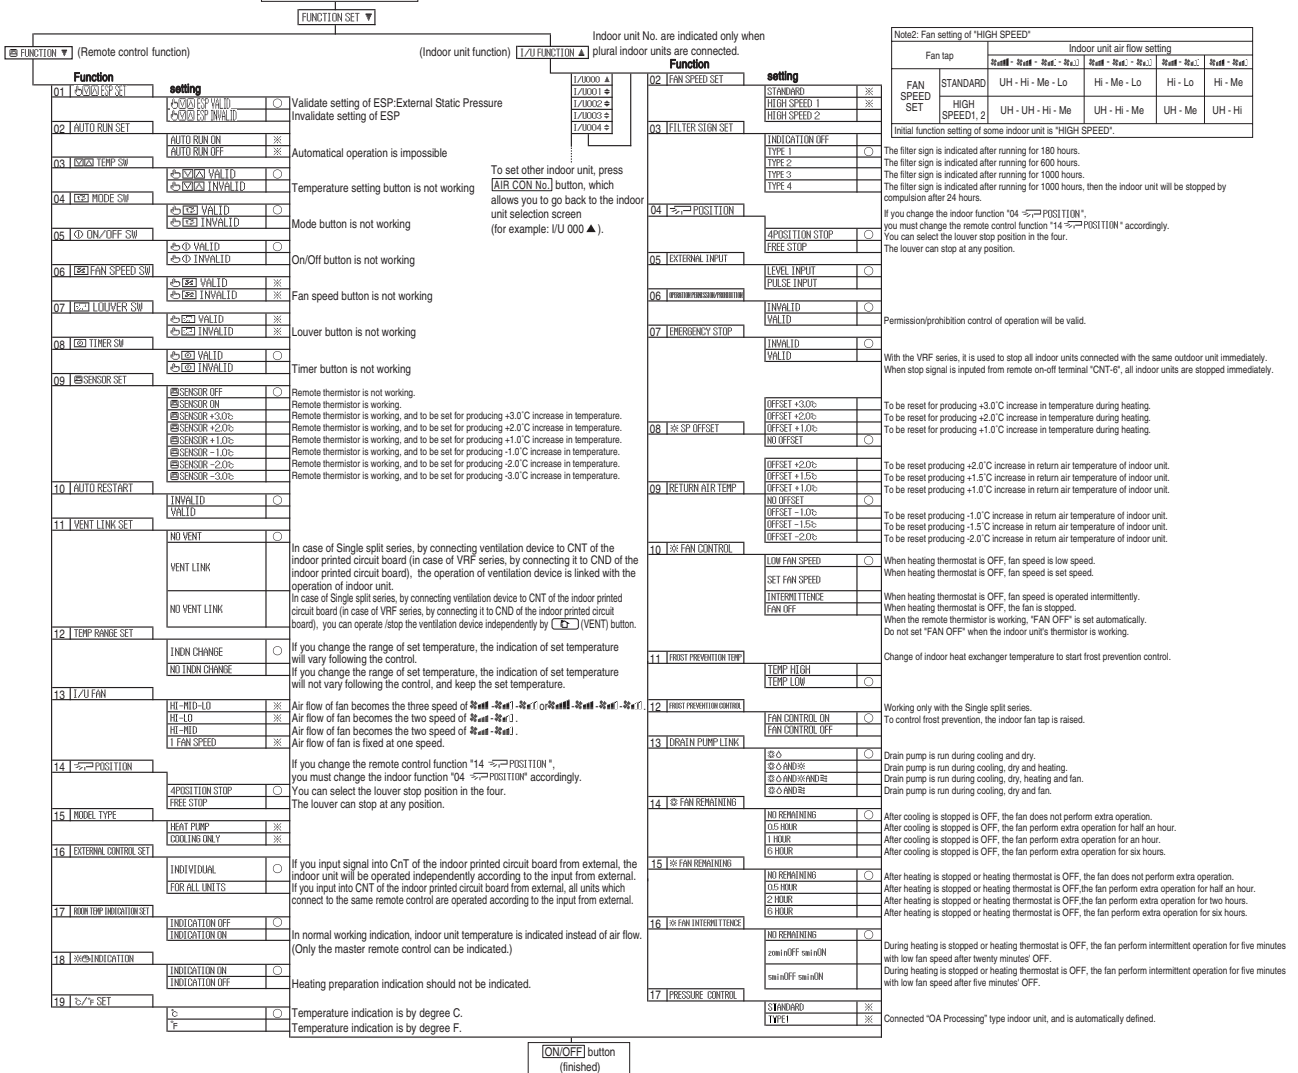 FUNCTION SET ▼
FUNCTION ▼ (Remote control function)
(Indoor unit function) I/U FUNCTION ▲
Indoor unit No. are indicated only when
plural indoor units are connected.
Note2: Fan setting of "HIGH SPEED"
Fan tap
Indoor unit air flow setting
FAN SPEED SET
STANDARD UH - Hi - Me - Lo Hi - Me - Lo Hi - Lo Hi - Me
HIGH SPEED1, 2 UH - UH - Hi - Me UH - Hi - Me UH - Me UH - Hi
Initial function setting of some indoor unit is "HIGH SPEED".
Function
setting
01 ESP SET
ESP VALID ○ Validate setting of ESP:External Static Pressure
ESP INVALID Invalidate setting of ESP
02 AUTO RUN SET
AUTO RUN ON ※
AUTO RUN OFF ※ Automatical operation is impossible
03 TEMP SW
VALID ○
INVALID Temperature setting button is not working
04 MODE SW
VALID ○
INVALID Mode button is not working
05 ON/OFF SW
VALID ○
INVALID On/Off button is not working
06 FAN SPEED SW
VALID ※
INVALID ※ Fan speed button is not working
07 LOUVER SW
VALID ※
INVALID ※ Louver button is not working
08 TIMER SW
VALID ○
INVALID Timer button is not working
09 SENSOR SET
SENSOR OFF ○ Remote thermistor is not working.
SENSOR ON Remote thermistor is working.
SENSOR +3.0℃ Remote thermistor is working, and to be set for producing +3.0°C increase in temperature.
SENSOR +2.0℃ Remote thermistor is working, and to be set for producing +2.0°C increase in temperature.
SENSOR +1.0℃ Remote thermistor is working, and to be set for producing +1.0°C increase in temperature.
SENSOR -1.0℃ Remote thermistor is working, and to be set for producing -1.0°C increase in temperature.
SENSOR -2.0℃ Remote thermistor is working, and to be set for producing -2.0°C increase in temperature.
SENSOR -3.0℃ Remote thermistor is working, and to be set for producing -3.0°C increase in temperature.
10 AUTO RESTART
INVALID ○
VALID
11 VENT LINK SET
NO VENT ○
VENT LINK
In case of Single split series, by connecting ventilation device to CNT of the
indoor printed circuit board (in case of VRF series, by connecting it to CND of the
indoor printed circuit board), the operation of ventilation device is linked with the
operation of indoor unit.
NO VENT LINK
In case of Single split series, by connecting ventilation device to CNT of the indoor printed
circuit board (in case of VRF series, by connecting it to CND of the indoor printed circuit
board), you can operate /stop the ventilation device independently by (VENT) button.
12 TEMP RANGE SET
INDN CHANGE ○ If you change the range of set temperature, the indication of set temperature
will vary following the control.
NO INDN CHANGE If you change the range of set temperature, the indication of set temperature
will not vary following the control, and keep the set temperature.
13 I/U FAN
HI-MID-LO ※ Air flow of fan becomes the three speed of
HI-LO ※ Air flow of fan becomes the two speed of
HI-MID Air flow of fan becomes the two speed of
1 FAN SPEED ※ Air flow of fan is fixed at one speed.
14 POSITION
If you change the remote control function "14 POSITION",
you must change the indoor function "04 POSITION" accordingly.
4POSITION STOP ○ You can select the louver stop position in the four.
FREE STOP The louver can stop at any position.
15 MODEL TYPE
HEAT PUMP ※
COOLING ONLY ※
16 EXTERNAL CONTROL SET
INDIVIDUAL ○ If you input signal into CnT of the indoor printed circuit board from external, the
indoor unit will be operated independently according to the input from external.
FOR ALL UNITS If you input into CNT of the indoor printed circuit board from external, all units which
connect to the same remote control are operated according to the input from external.
17 ROOM TEMP INDICATION SET
INDICATION OFF ○
INDICATION ON In normal working indication, indoor unit temperature is indicated instead of air flow.
(Only the master remote control can be indicated.)
18 INDICATION
INDICATION ON ○
INDICATION OFF Heating preparation indication should not be indicated.
19 ℃/℉ SET
℃ ○ Temperature indication is by degree C.
℉ Temperature indication is by degree F.
I/U000 ▲
I/U001
I/U002
I/U003
I/U004
To set other indoor unit, press
AIR CON No. button, which
allows you to go back to the indoor
unit selection screen
(for example: I/U 000 ▲).
Function
setting
02 FAN SPEED SET
STANDARD ※
HIGH SPEED 1 ※
HIGH SPEED 2
03 FILTER SIGN SET
INDICATION OFF
TYPE 1 ○ The filter sign is indicated after running for 180 hours.
TYPE 2 The filter sign is indicated after running for 600 hours.
TYPE 3 The filter sign is indicated after running for 1000 hours.
TYPE 4 The filter sign is indicated after running for 1000 hours, then the indoor unit will be stopped by
compulsion after 24 hours.
04 POSITION
If you change the indoor function "04 POSITION",
you must change the remote control function "14 POSITION" accordingly.
4POSITION STOP ○ You can select the louver stop position in the four.
FREE STOP The louver can stop at any position.
05 EXTERNAL INPUT
LEVEL INPUT ○
PULSE INPUT
06 OPERATION PERMISSION/PROHIBITION
INVALID ○
VALID Permission/prohibition control of operation will be valid.
07 EMERGENCY STOP
INVALID ○
VALID With the VRF series, it is used to stop all indoor units connected with the same outdoor unit immediately.
When stop signal is inputed from remote on-off terminal "CNT-6", all indoor units are stopped immediately.
OFFSET +3.0℃ To be reset for producing +3.0°C increase in temperature during heating.
OFFSET +2.0℃ To be reset for producing +2.0°C increase in temperature during heating.
OFFSET +1.0℃ To be reset for producing +1.0°C increase in temperature during heating.
08 SP OFFSET
NO OFFSET ○
OFFSET +2.0℃ To be reset producing +2.0°C increase in return air temperature of indoor unit.
OFFSET +1.5℃ To be reset producing +1.5°C increase in return air temperature of indoor unit.
OFFSET +1.0℃ To be reset producing +1.0°C increase in return air temperature of indoor unit.
09 RETURN AIR TEMP
NO OFFSET ○
OFFSET -1.0℃ To be reset producing -1.0°C increase in return air temperature of indoor unit.
OFFSET -1.5℃ To be reset producing -1.5°C increase in return air temperature of indoor unit.
OFFSET -2.0℃ To be reset producing -2.0°C increase in return air temperature of indoor unit.
10 FAN CONTROL
LOW FAN SPEED ○ When heating thermostat is OFF, fan speed is low speed.
SET FAN SPEED When heating thermostat is OFF, fan speed is set speed.
INTERMITTENCE When heating thermostat is OFF, fan speed is operated intermittently.
FAN OFF When heating thermostat is OFF, the fan is stopped.
When the remote thermistor is working, "FAN OFF" is set automatically.
Do not set "FAN OFF" when the indoor unit's thermistor is working.
11 FROST PREVENTION TEMP
Change of indoor heat exchanger temperature to start frost prevention control.
TEMP HIGH
TEMP LOW ○
12 FROST PREVENTION CONTROL
Working only with the Single split series.
FAN CONTROL ON ○ To control frost prevention, the indoor fan tap is raised.
FAN CONTROL OFF
13 DRAIN PUMP LINK
○ Drain pump is run during cooling and dry.
AND Drain pump is run during cooling, dry and heating.
AND AND Drain pump is run during cooling, dry, heating and fan.
AND Drain pump is run during cooling, dry and fan.
14 FAN REMAINING
NO REMAINING ○ After cooling is stopped is OFF, the fan does not perform extra operation.
0.5 HOUR After cooling is stopped is OFF, the fan perform extra operation for half an hour.
1 HOUR After cooling is stopped is OFF, the fan perform extra operation for an hour.
6 HOUR After cooling is stopped is OFF, the fan perform extra operation for six hours.
15 FAN REMAINING
NO REMAINING ○ After heating is stopped or heating thermostat is OFF, the fan does not perform extra operation.
0.5 HOUR After heating is stopped or heating thermostat is OFF,the fan perform extra operation for half an hour.
2 HOUR After heating is stopped or heating thermostat is OFF, the fan perform extra operation for two hours.
6 HOUR After heating is stopped or heating thermostat is OFF, the fan perform extra operation for six hours.
16 FAN INTERMITTENCE
NO REMAINING ○
20minOFF 5minON During heating is stopped or heating thermostat is OFF, the fan perform intermittent operation for five minutes
with low fan speed after twenty minutes' OFF.
5minOFF 5minON During heating is stopped or heating thermostat is OFF, the fan perform intermittent operation for five minutes
with low fan speed after five minutes' OFF.
17 PRESSURE CONTROL
STANDARD ※
TYPE1 ※ Connected "OA Processing" type indoor unit, and is automatically defined.
ON/OFF button
(finished)